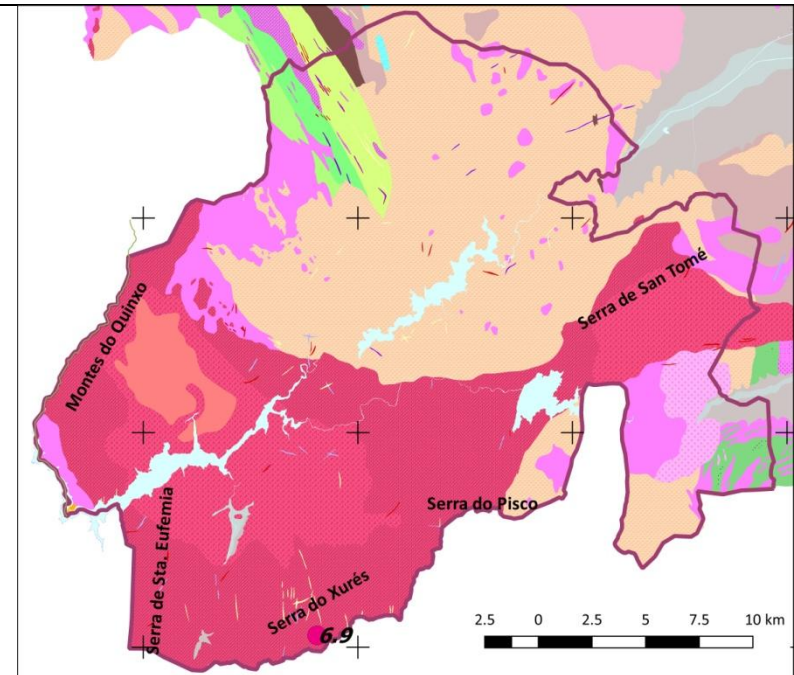 Serra de San Tomé
Montes do Quinxo
Serra do Pisco
Serra de Sta. Eufemia
Serra do Xurés
6.9
2.5 0 2.5 5 7.5 10 km